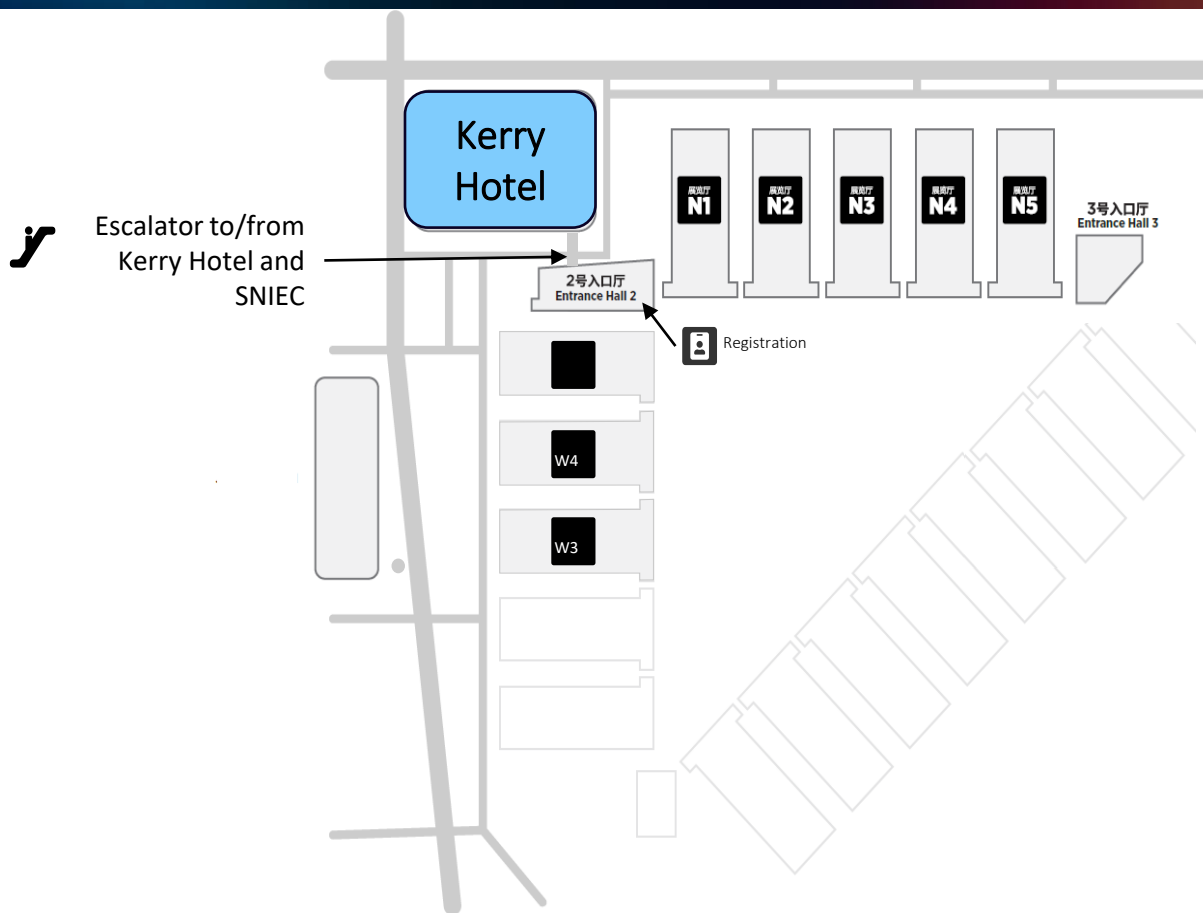 Kerry
Hotel
Escalator to/from
Kerry Hotel and
SNIEC
2号入口厅
Entrance Hall 2
Registration
展览厅
N1
展览厅
N2
展览厅
N3
展览厅
N4
展览厅
N5
3号入口厅
Entrance Hall 3
W4
W3